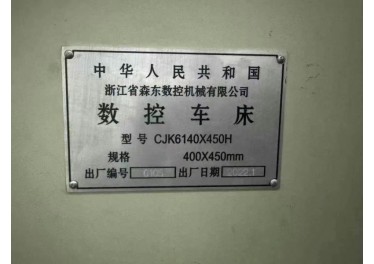 中华人民共和国
浙江省森东数控机械有限公司
数控车床
型号 CJK6140X450H
规格 400X450mm
出厂编号 出厂日期 2022.1